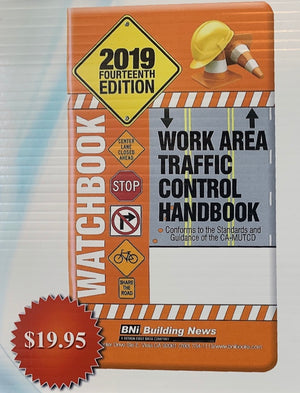 2019
FOURTEENTH
EDITION
WATCHBOOK
CENTER
LANE
CLOSED
AHEAD
STOP
SHARE
THE
ROAD
WORK AREA
TRAFFIC
CONTROL
HANDBOOK
Conforms to the Standards and
Guidance of the CA-MUTCD
BNi Building News
$19.95